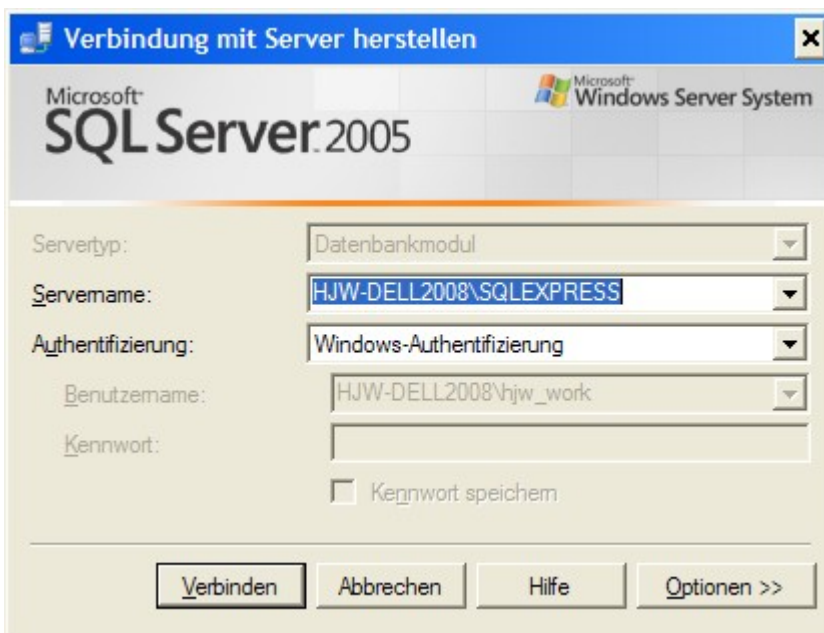 Verbindung mit Server herstellen
Microsoft
SQL Server 2005
Microsoft
Windows Server System
Servertyp: Datenbankmodul
Servername: HJW-DELL2008\SQLEXPRESS
Authentifizierung: Windows-Authentifizierung
Benutzername: HJW-DELL2008\hjw_work
Kennwort:
Kennwort speichern
Verbinden Abbrechen Hilfe Optionen >>